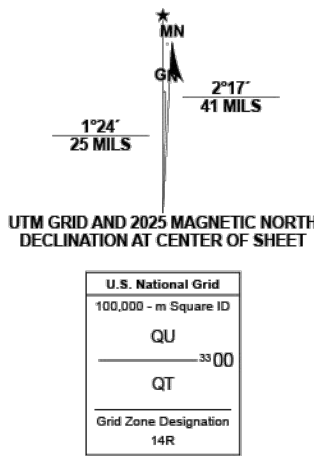 MN
GN
2°17´
41 MILS
1°24´
25 MILS
UTM GRID AND 2025 MAGNETIC NORTH
DECLINATION AT CENTER OF SHEET
U.S. National Grid
100,000 - m Square ID
QU
³³00
QT
Grid Zone Designation
14R